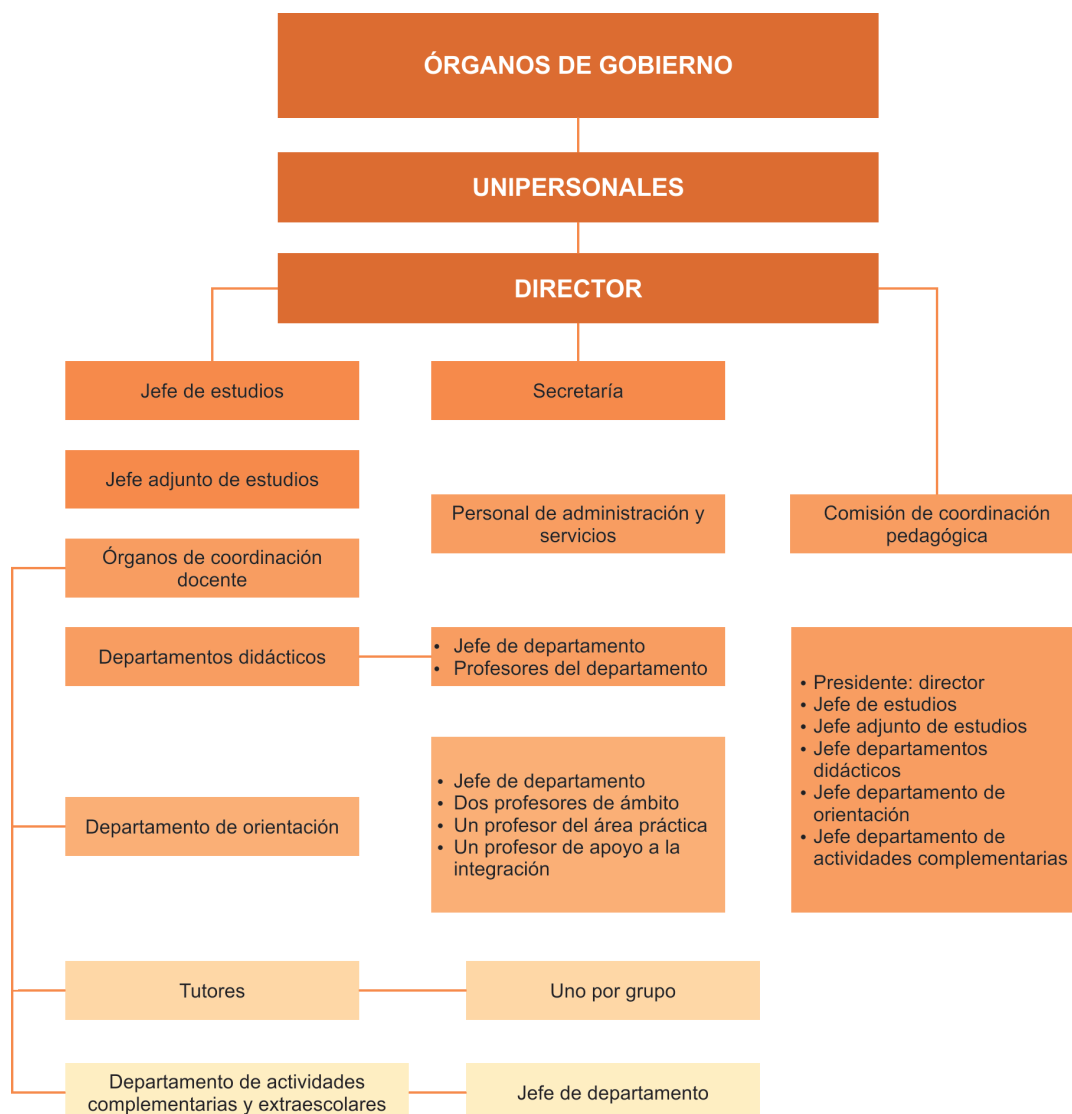 ÓRGANOS DE GOBIERNO
UNIPERSONALES
DIRECTOR
Jefe de estudios
Secretaría
Jefe adjunto de estudios
Personal de administración y
servicios
Comisión de coordinación
pedagógica
Órganos de coordinación
docente
Departamentos didácticos
• Jefe de departamento
• Profesores del departamento
• Presidente: director
• Jefe de estudios
• Jefe adjunto de estudios
• Jefe departamentos
didácticos
• Jefe departamento de
orientación
• Jefe departamento de
actividades complementarias
Departamento de orientación
• Jefe de departamento
• Dos profesores de ámbito
• Un profesor del área práctica
• Un profesor de apoyo a la
integración
Tutores
Uno por grupo
Departamento de actividades
complementarias y extraescolares
Jefe de departamento